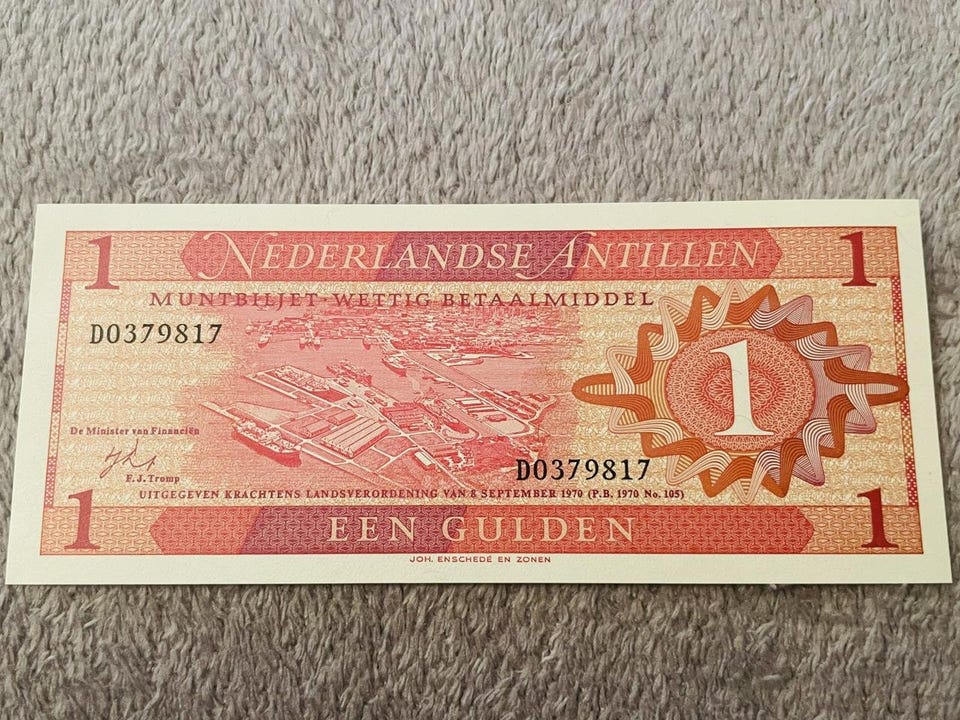 1 NEDERLANDSE ANTILLEN 1
MUNTBILJET-WETTIG BETAALMIDDEL
D0379817
1
De Minister van Financiën
F.J. Tromp
D0379817
UITGEGEVEN KRACHTENS LANDSVERORDENING VAN 8 SEPTEMBER 1970 (P.B. 1970 No. 105)
1 EEN GULDEN 1
JOH. ENSCHEDÉ EN ZONEN